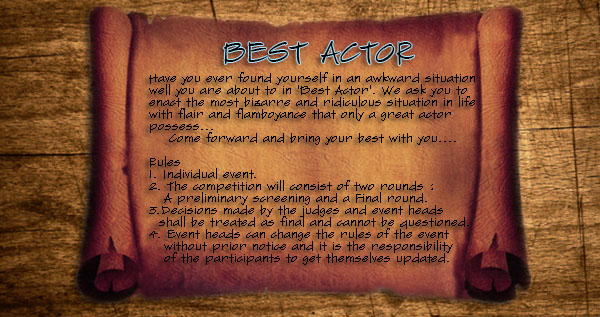 BEST ACTOR
Have you ever found yourself in an awkward situation
well you are about to in 'Best Actor'. We ask you to
enact the most bizarre and ridiculous situation in life
with flair and flamboyance that only a great actor
possess...
Come forward and bring your best with you....
Rules
1. Individual event.
2. The competition will consist of two rounds :
A preliminary screening and a Final round.
3.Decisions made by the judges and event heads
shall be treated as final and cannot be questioned.
4. Event heads can change the rules of the event
without prior notice and it is the responsibility
of the participants to get themselves updated.